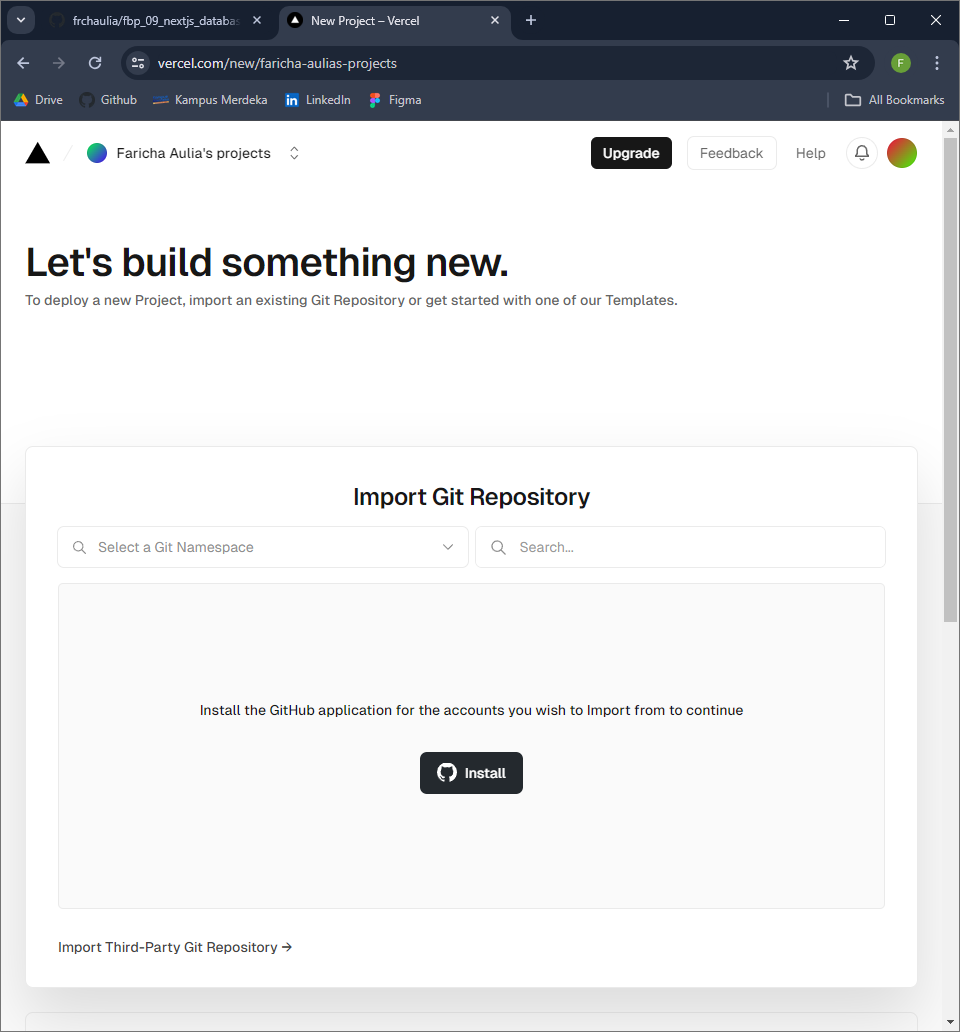 frchaulia/fbp_09_nextjs_databas
New Project – Vercel
vercel.com/new/faricha-aulias-projects
F
Drive
Github
Kampus Merdeka
LinkedIn
Figma
All Bookmarks
Faricha Aulia's projects
Upgrade
Feedback
Help
Let's build something new.
To deploy a new Project, import an existing Git Repository or get started with one of our Templates.
Import Git Repository
Select a Git Namespace
Search...
Install the GitHub application for the accounts you wish to Import from to continue
Install
Import Third-Party Git Repository →